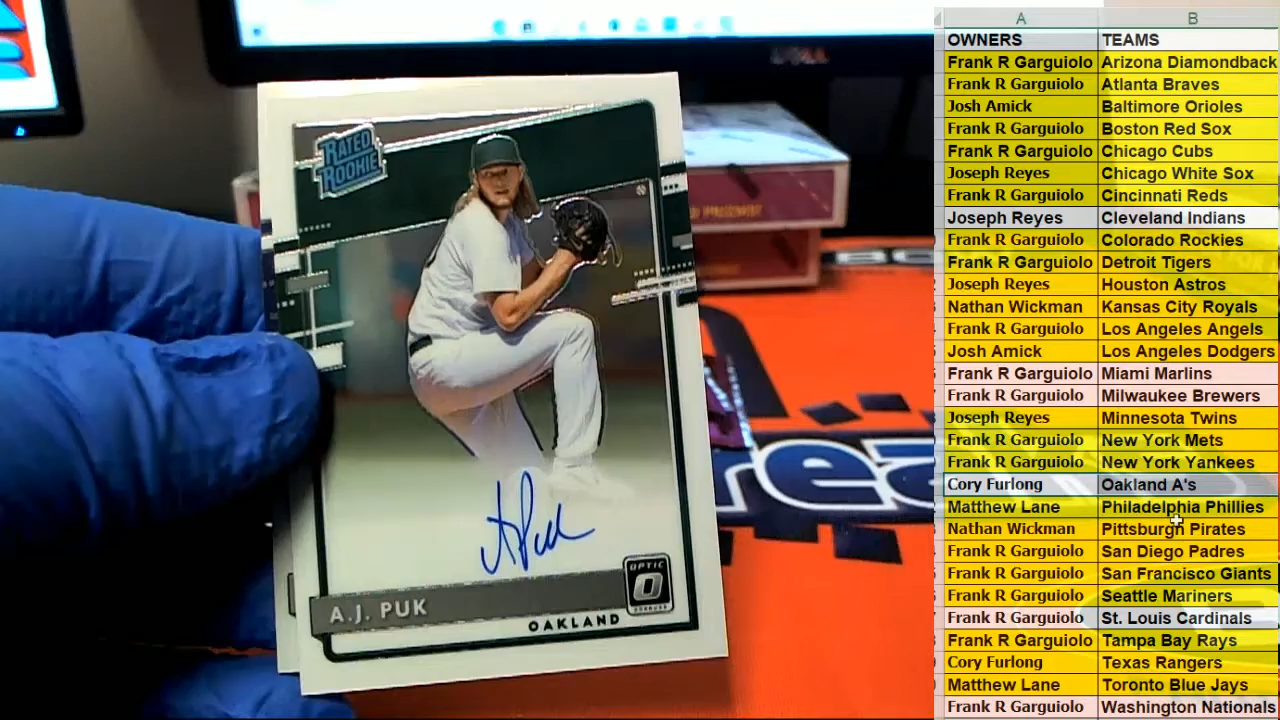 RATED
ROOKIE
A.J. PUK
OPTIC
OAKLAND
A B
OWNERS TEAMS
Frank R Garguiolo Arizona Diamondback
Frank R Garguiolo Atlanta Braves
Josh Amick Baltimore Orioles
Frank R Garguiolo Boston Red Sox
Frank R Garguiolo Chicago Cubs
Joseph Reyes Chicago White Sox
Frank R Garguiolo Cincinnati Reds
Joseph Reyes Cleveland Indians
Frank R Garguiolo Colorado Rockies
Frank R Garguiolo Detroit Tigers
Joseph Reyes Houston Astros
Nathan Wickman Kansas City Royals
Frank R Garguiolo Los Angeles Angels
Josh Amick Los Angeles Dodgers
Frank R Garguiolo Miami Marlins
Frank R Garguiolo Milwaukee Brewers
Joseph Reyes Minnesota Twins
Frank R Garguiolo New York Mets
Frank R Garguiolo New York Yankees
Cory Furlong Oakland A's
Matthew Lane Philadelphia Phillies
Nathan Wickman Pittsburgh Pirates
Frank R Garguiolo San Diego Padres
Frank R Garguiolo San Francisco Giants
Frank R Garguiolo Seattle Mariners
Frank R Garguiolo St. Louis Cardinals
Frank R Garguiolo Tampa Bay Rays
Cory Furlong Texas Rangers
Matthew Lane Toronto Blue Jays
Frank R Garguiolo Washington Nationals